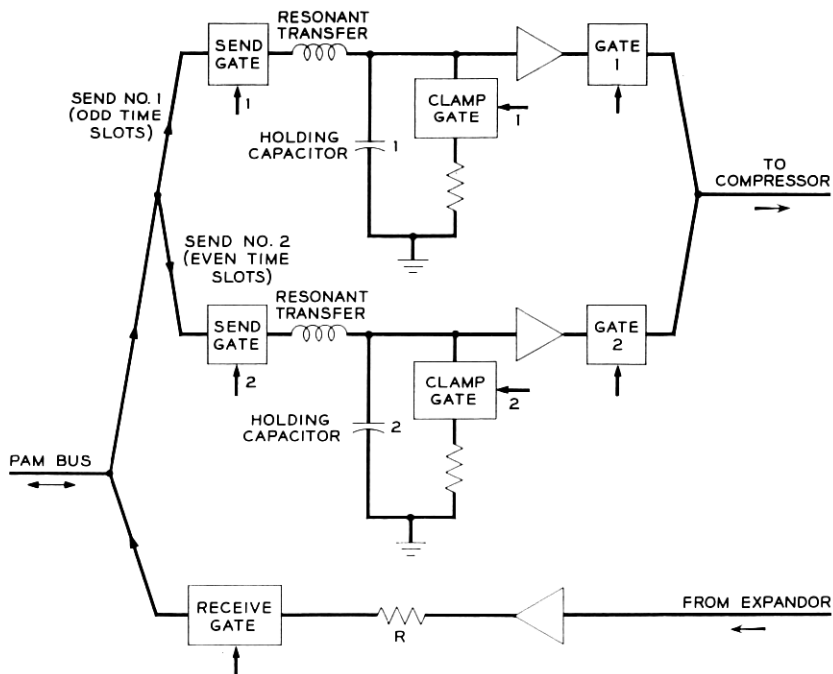 RESONANT
TRANSFER
SEND
GATE
1
SEND NO. 1
(ODD TIME
SLOTS)
HOLDING
CAPACITOR
1
CLAMP
GATE
1
GATE
1
TO
COMPRESSOR
SEND NO. 2
(EVEN TIME
SLOTS)
RESONANT
TRANSFER
SEND
GATE
2
HOLDING
CAPACITOR
2
CLAMP
GATE
2
GATE
2
PAM BUS
RECEIVE
GATE
R
FROM EXPANDOR